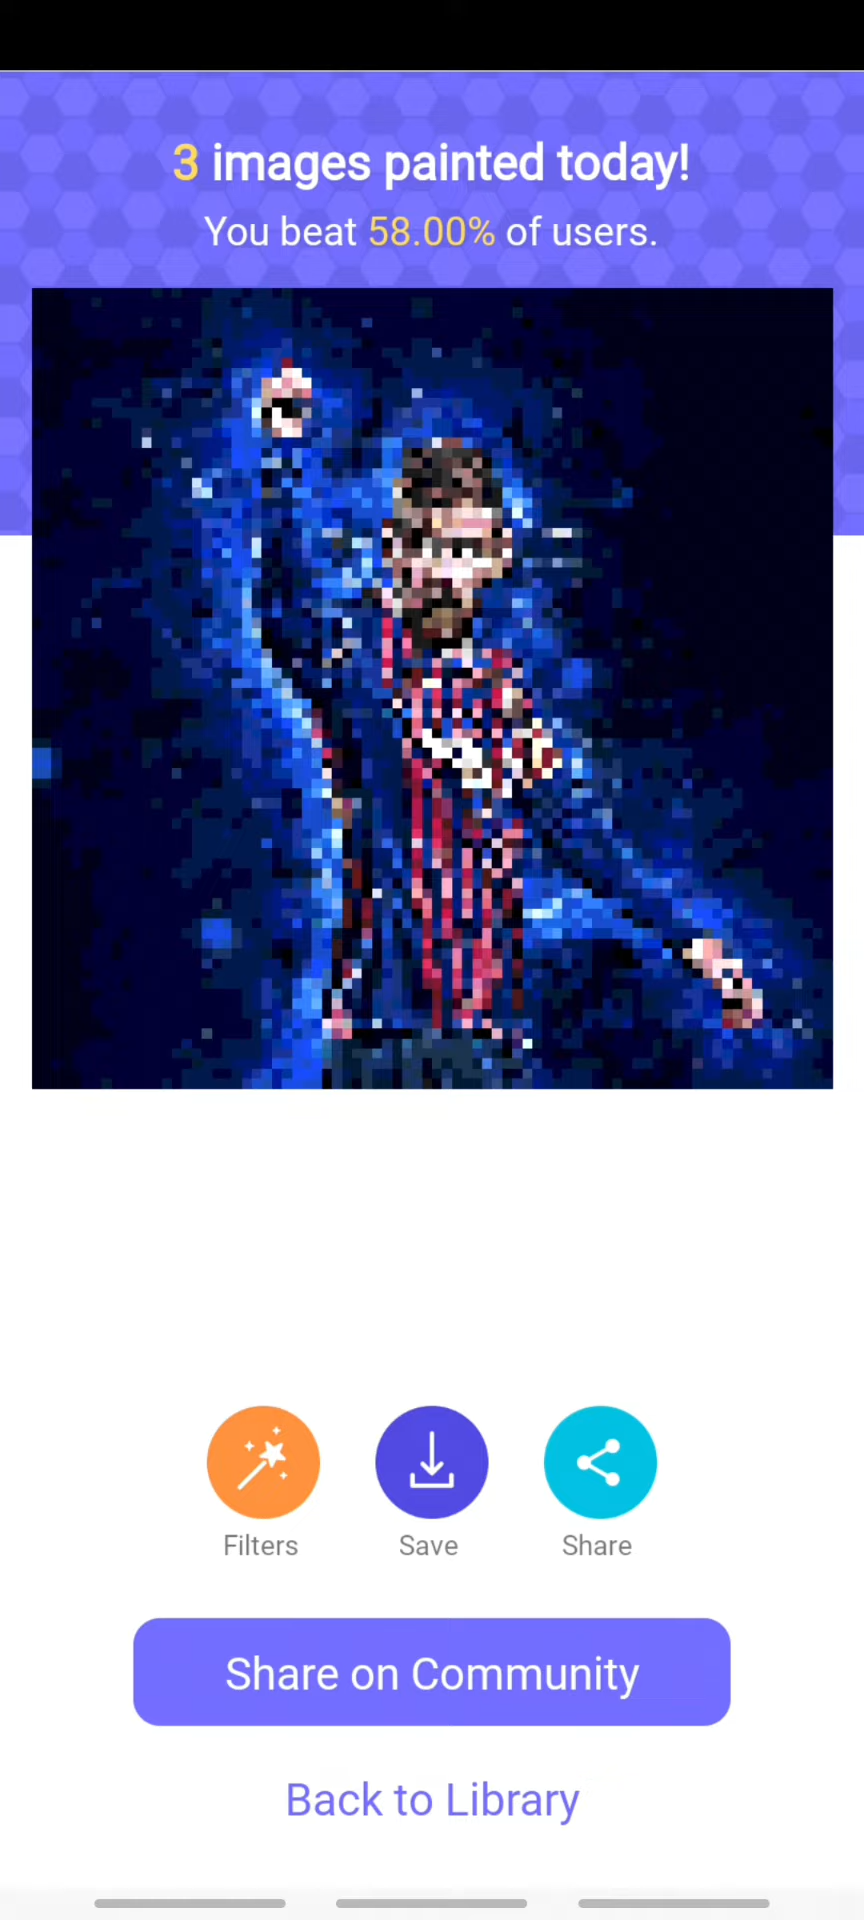 3 images painted today!
You beat 58.00% of users.
Filters
Save
Share
Share on Community
Back to Library